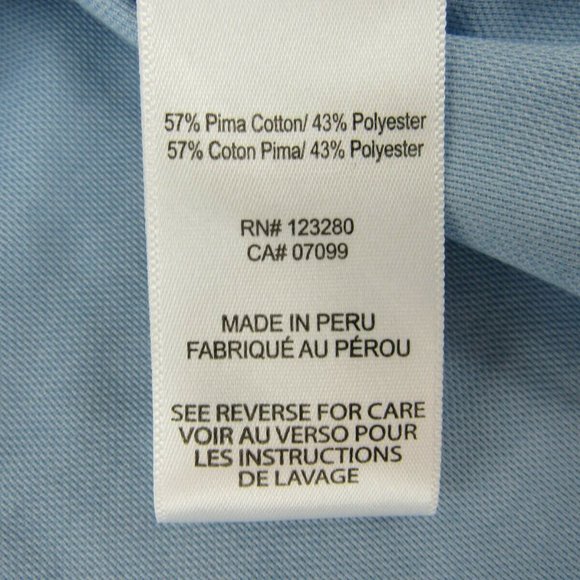 57% Pima Cotton/ 43% Polyester
57% Coton Pima/ 43% Polyester
RN# 123280
CA# 07099
MADE IN PERU
FABRIQUÉ AU PÉROU
SEE REVERSE FOR CARE
VOIR AU VERSO POUR
LES INSTRUCTIONS
DE LAVAGE